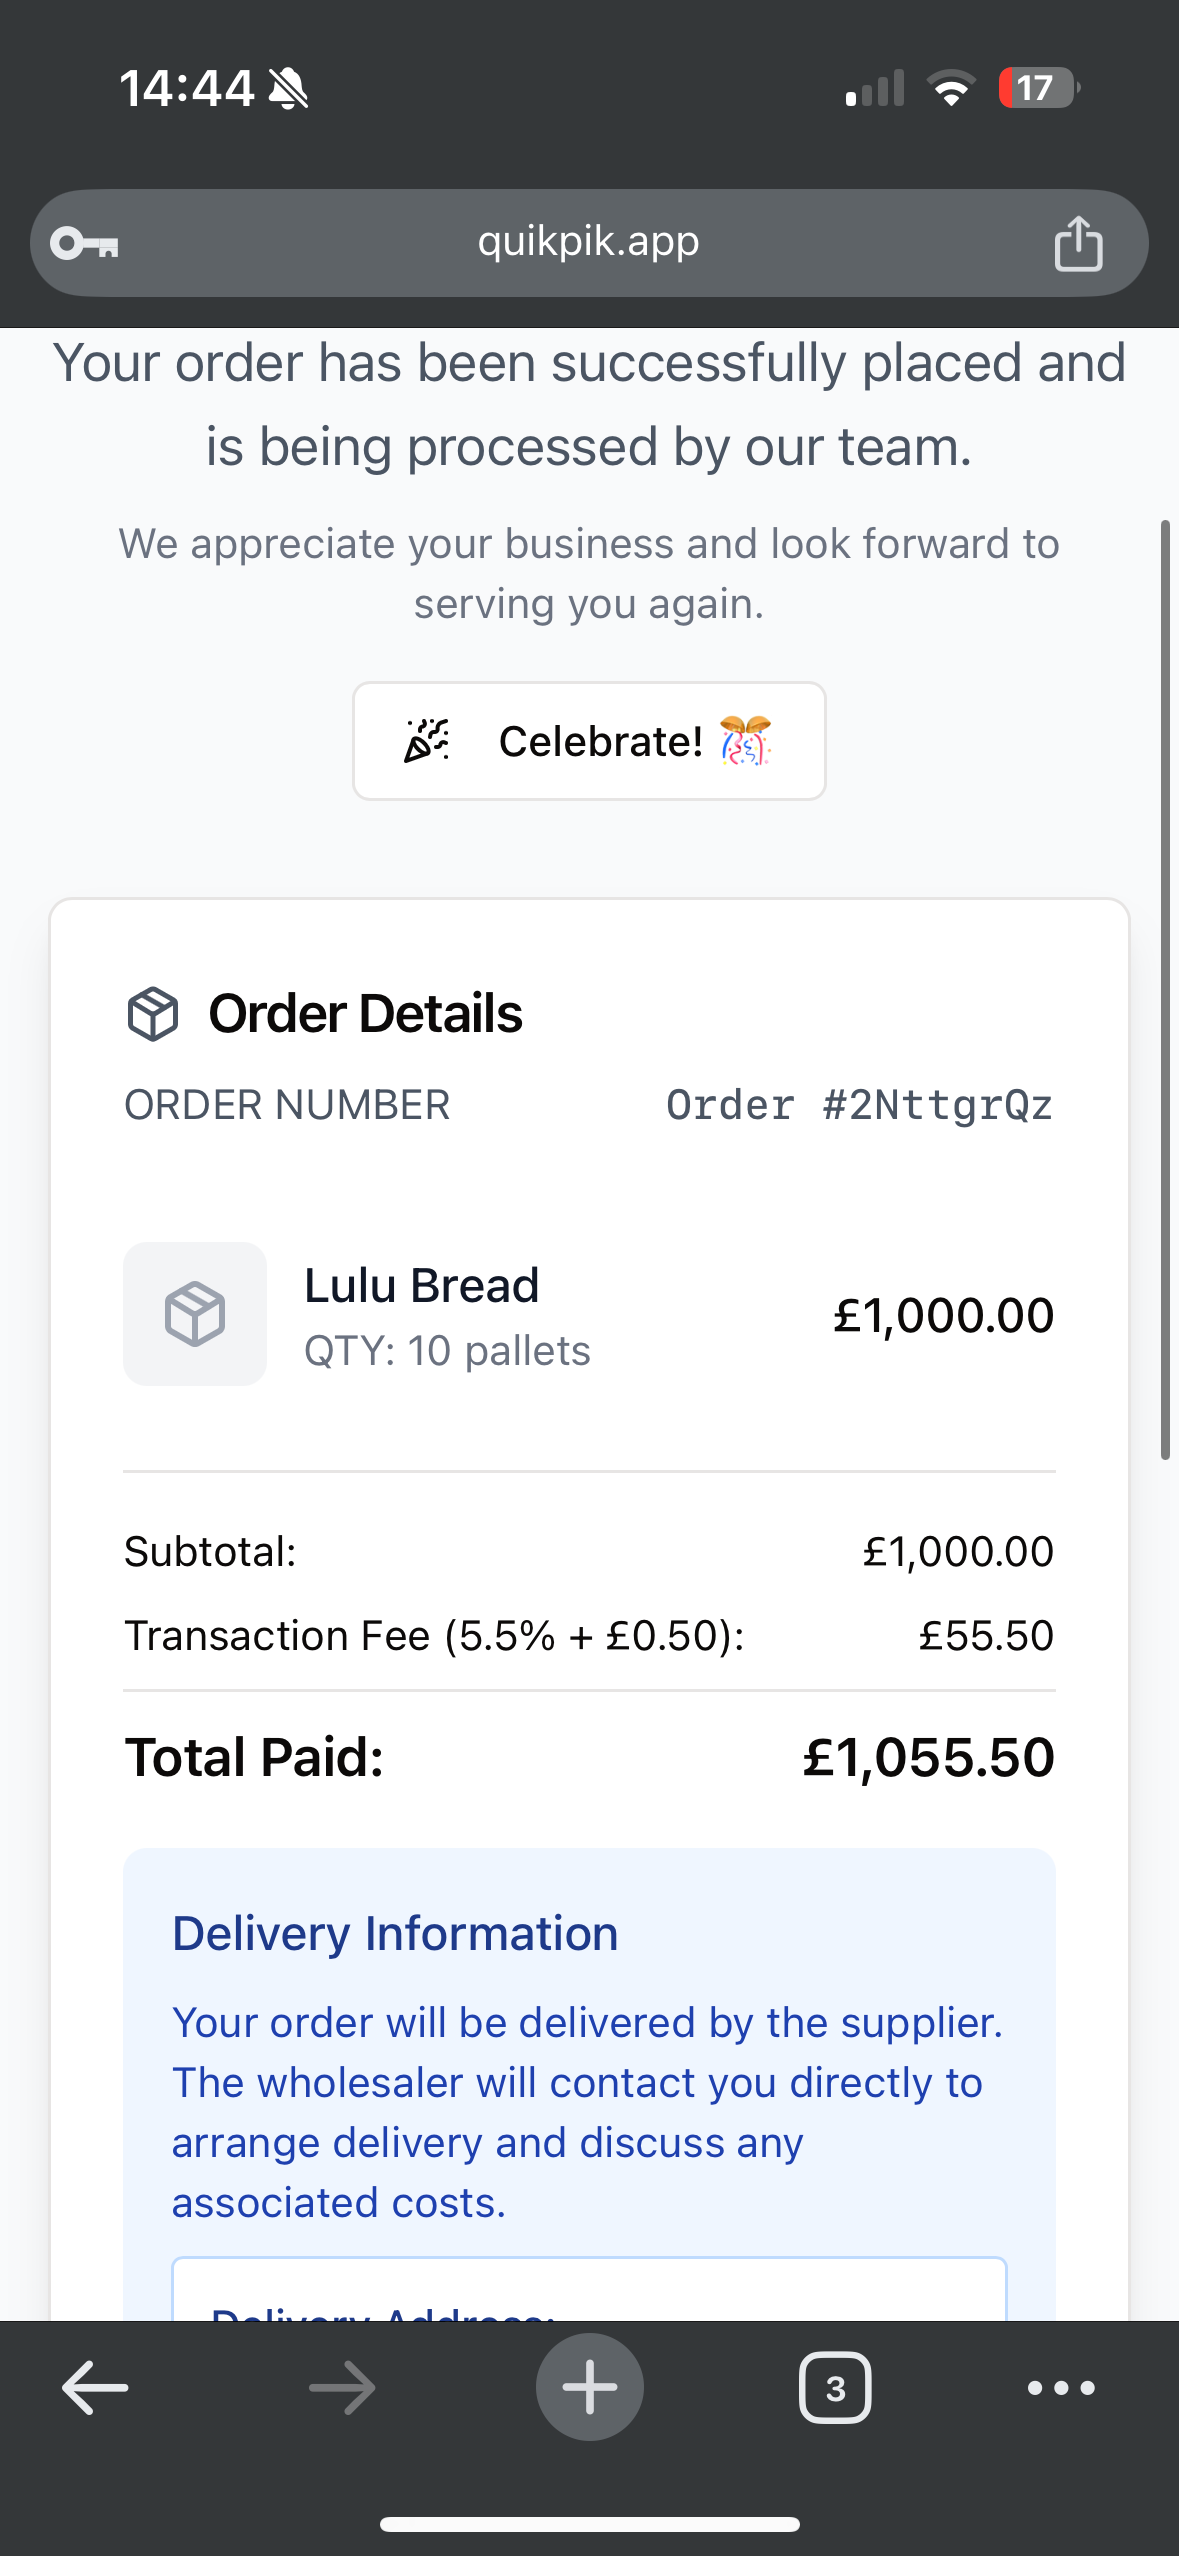 14:44
17
quikpik.app
Your order has been successfully placed and
is being processed by our team.
We appreciate your business and look forward to
serving you again.
Celebrate! 🎊
Order Details
ORDER NUMBER Order #2NttgrQz
Lulu Bread
QTY: 10 pallets
£1,000.00
Subtotal: £1,000.00
Transaction Fee (5.5% + £0.50): £55.50
Total Paid: £1,055.50
Delivery Information
Your order will be delivered by the supplier.
The wholesaler will contact you directly to
arrange delivery and discuss any
associated costs.
Delivery Address:
3